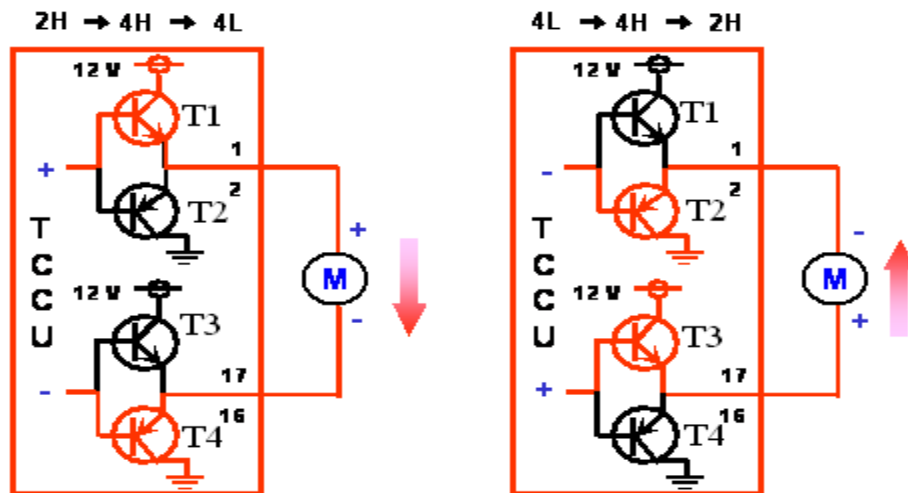 2H → 4H → 4L
12 V
T1
1
+
2
T2
+
T C C U
M
12 V
-
T3
17
-
16
T4
4L → 4H → 2H
12 V
T1
1
-
2
T2
-
T C C U
M
12 V
+
T3
17
+
16
T4